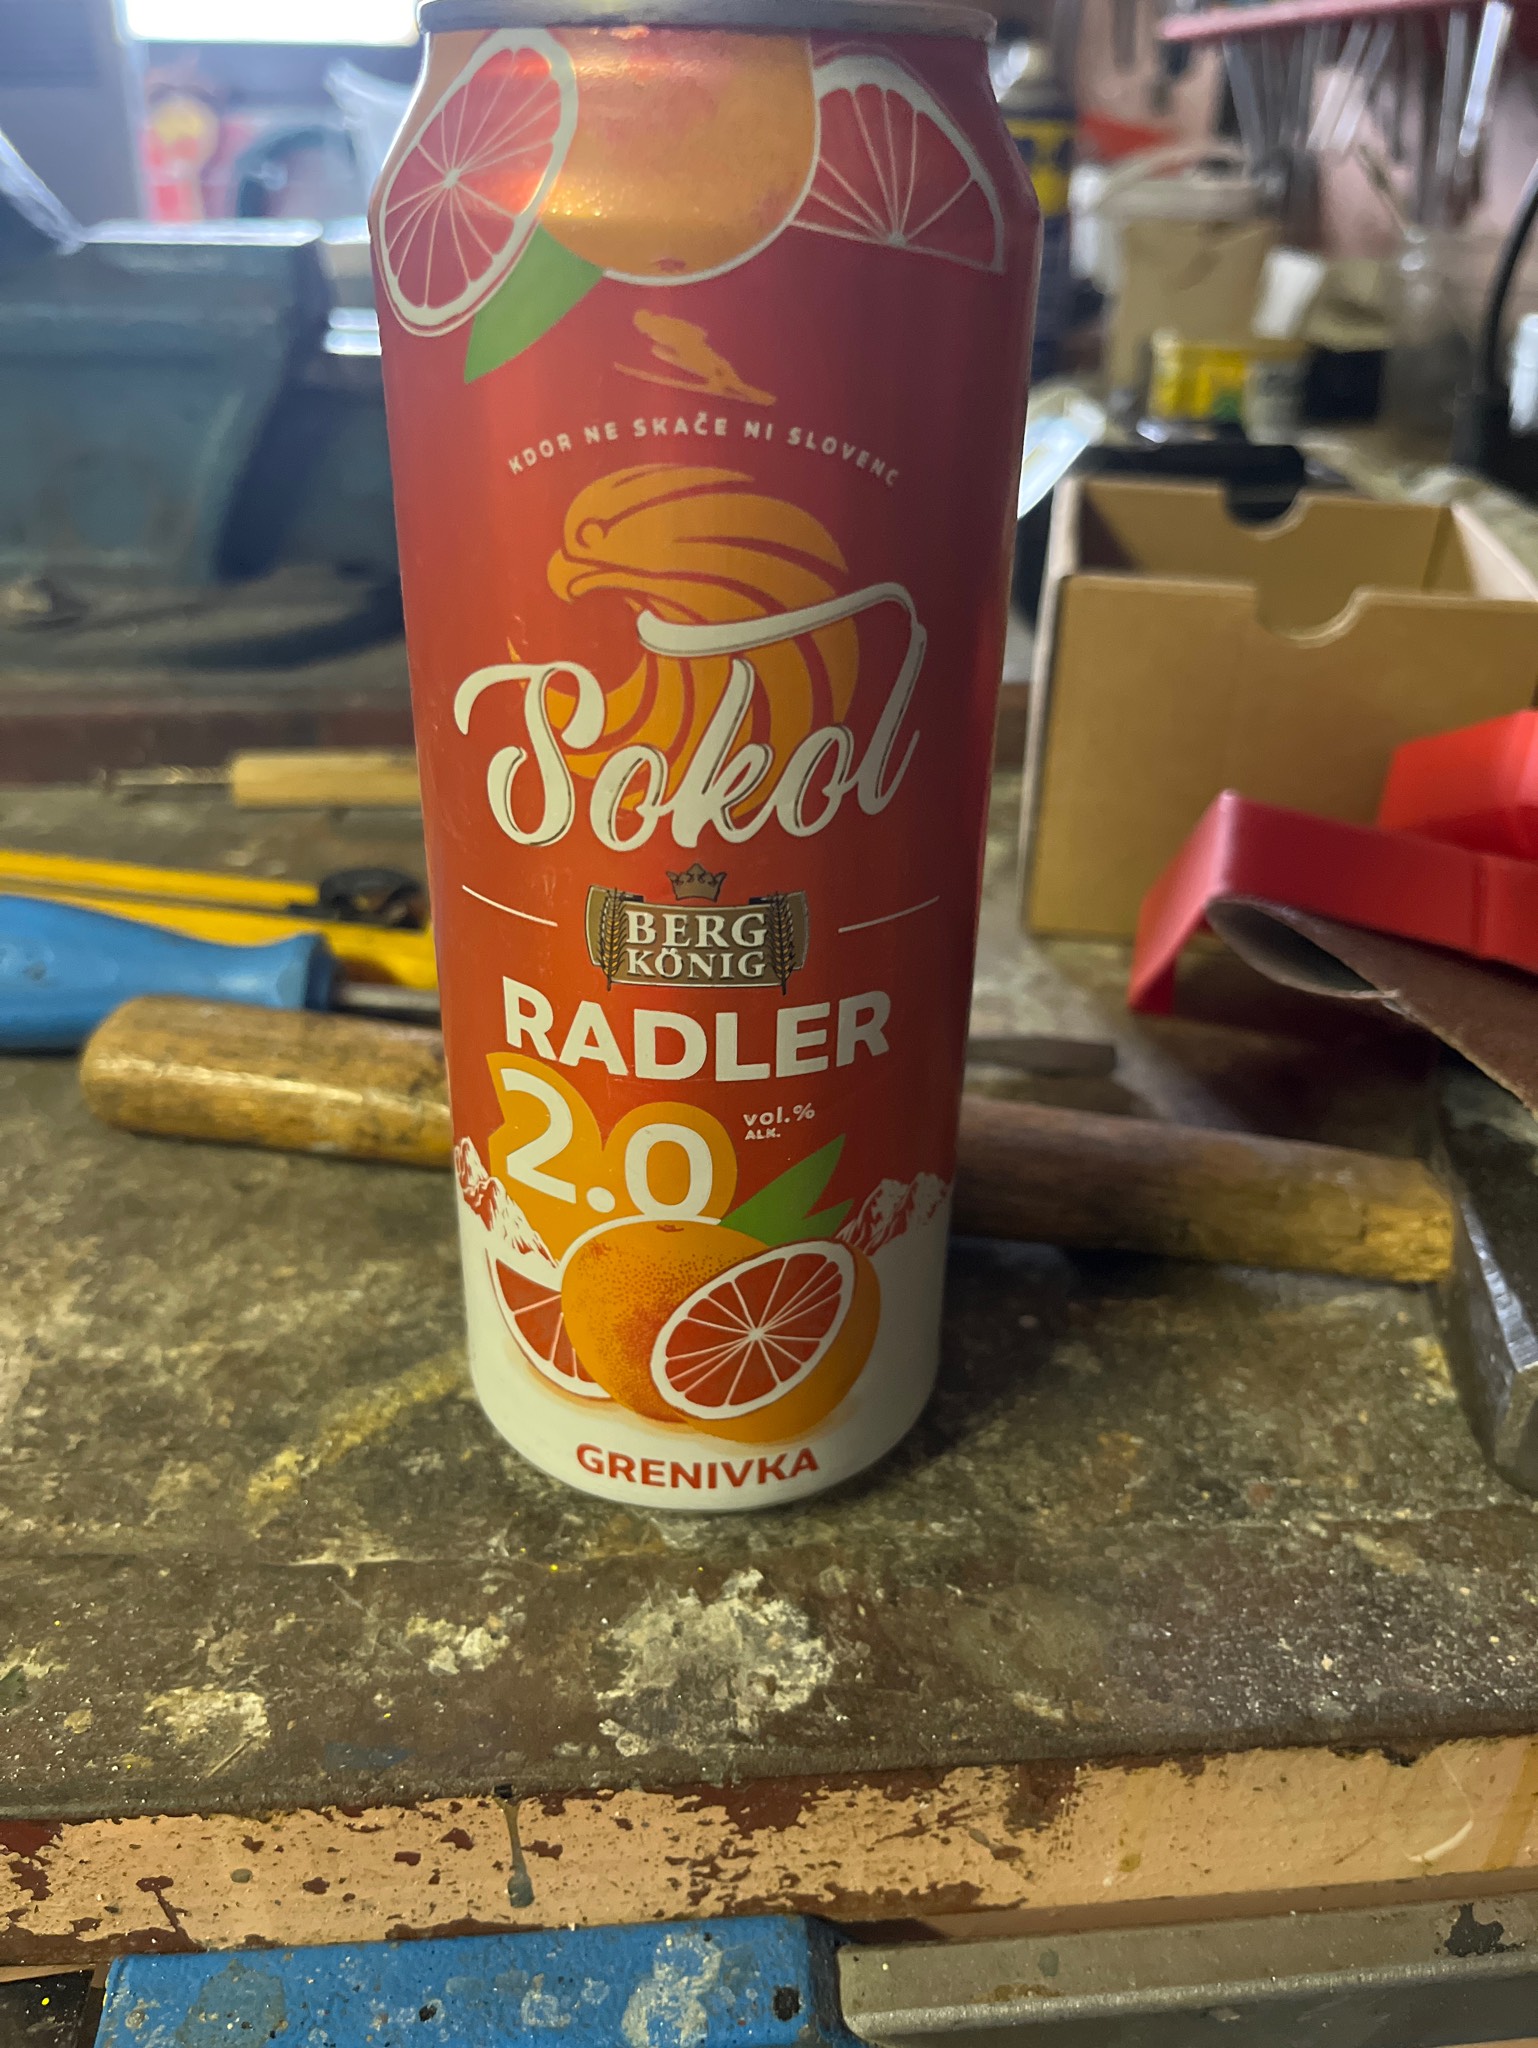 KDOR NE SKAČE NI SLOVENC
Sokol
BERG
KÖNIG
RADLER
2.0 vol.%
ALK.
GRENIVKA